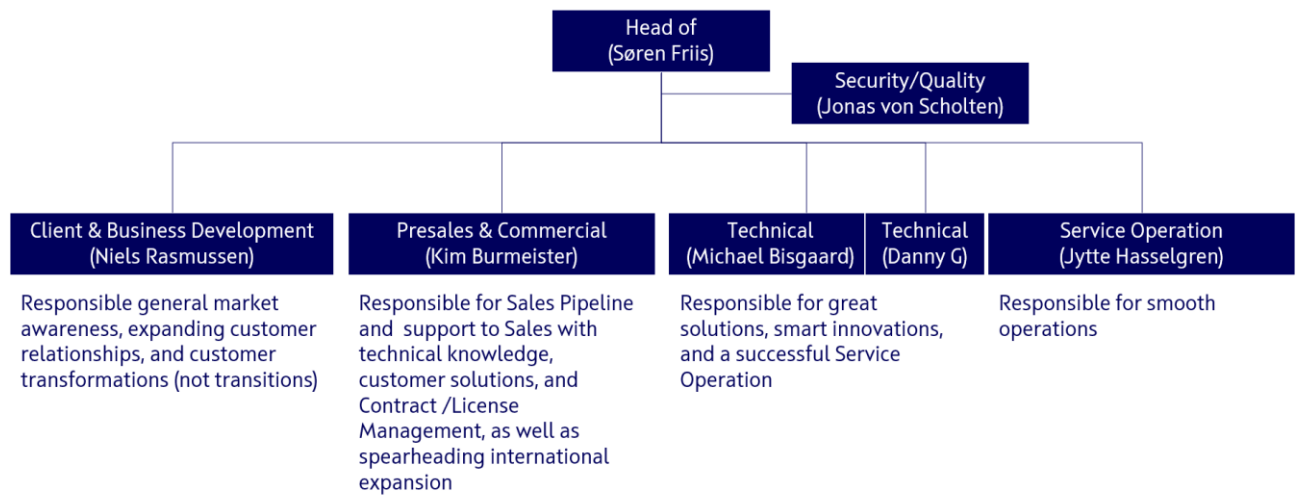 Head of
(Søren Friis)
Security/Quality
(Jonas von Scholten)
Client & Business Development
(Niels Rasmussen)
Responsible general market
awareness, expanding customer
relationships, and customer
transformations (not transitions)
Presales & Commercial
(Kim Burmeister)
Responsible for Sales Pipeline
and support to Sales with
technical knowledge,
customer solutions, and
Contract /License
Management, as well as
spearheading international
expansion
Technical
(Michael Bisgaard)
Technical
(Danny G)
Responsible for great
solutions, smart innovations,
and a successful Service
Operation
Service Operation
(Jytte Hasselgren)
Responsible for smooth
operations